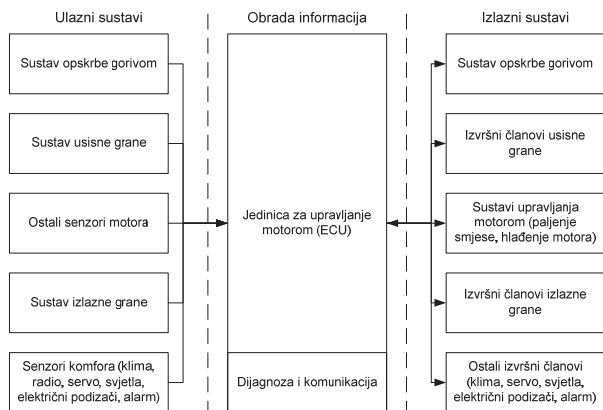 Ulazni sustavi
Obrada informacija
Izlazni sustavi
Sustav opskrbe gorivom
Sustav usisne grane
Ostali senzori motora
Sustav izlazne grane
Senzori komfora (klima,
radio, servo, svjetla,
električni podizači, alarm)
Jedinica za upravljanje
motorom (ECU)
Dijagnoza i komunikacija
Sustav opskrbe gorivom
Izvršni članovi usisne
grane
Sustavi upravljanja
motorom (paljenje
smjese, hlađenje motora)
Izvršni članovi izlazne
grane
Ostali izvršni članovi
(klima, servo, svjetla,
električni podizači, alarm)